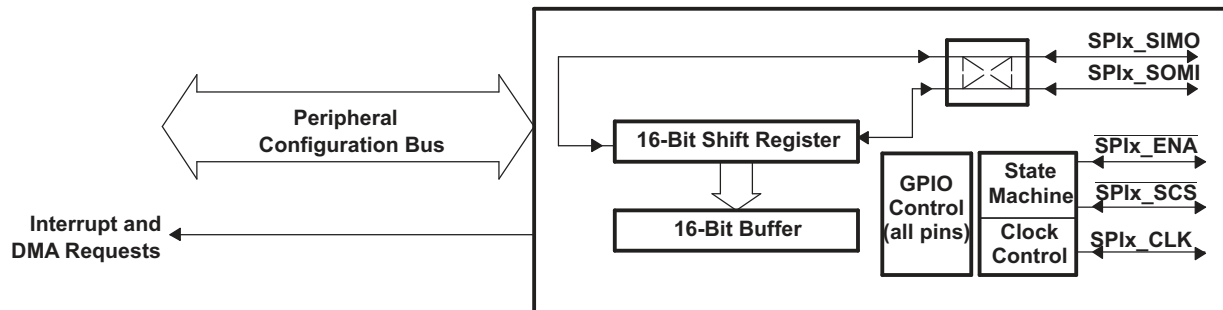 SPIx_SIMO
SPIx_SOMI
Peripheral
Configuration Bus
16-Bit Shift Register
SPIx_ENA
State
Machine
GPIO
Control
(all pins)
SPIx_SCS
Interrupt and
DMA Requests
16-Bit Buffer
Clock
Control
SPIx_CLK